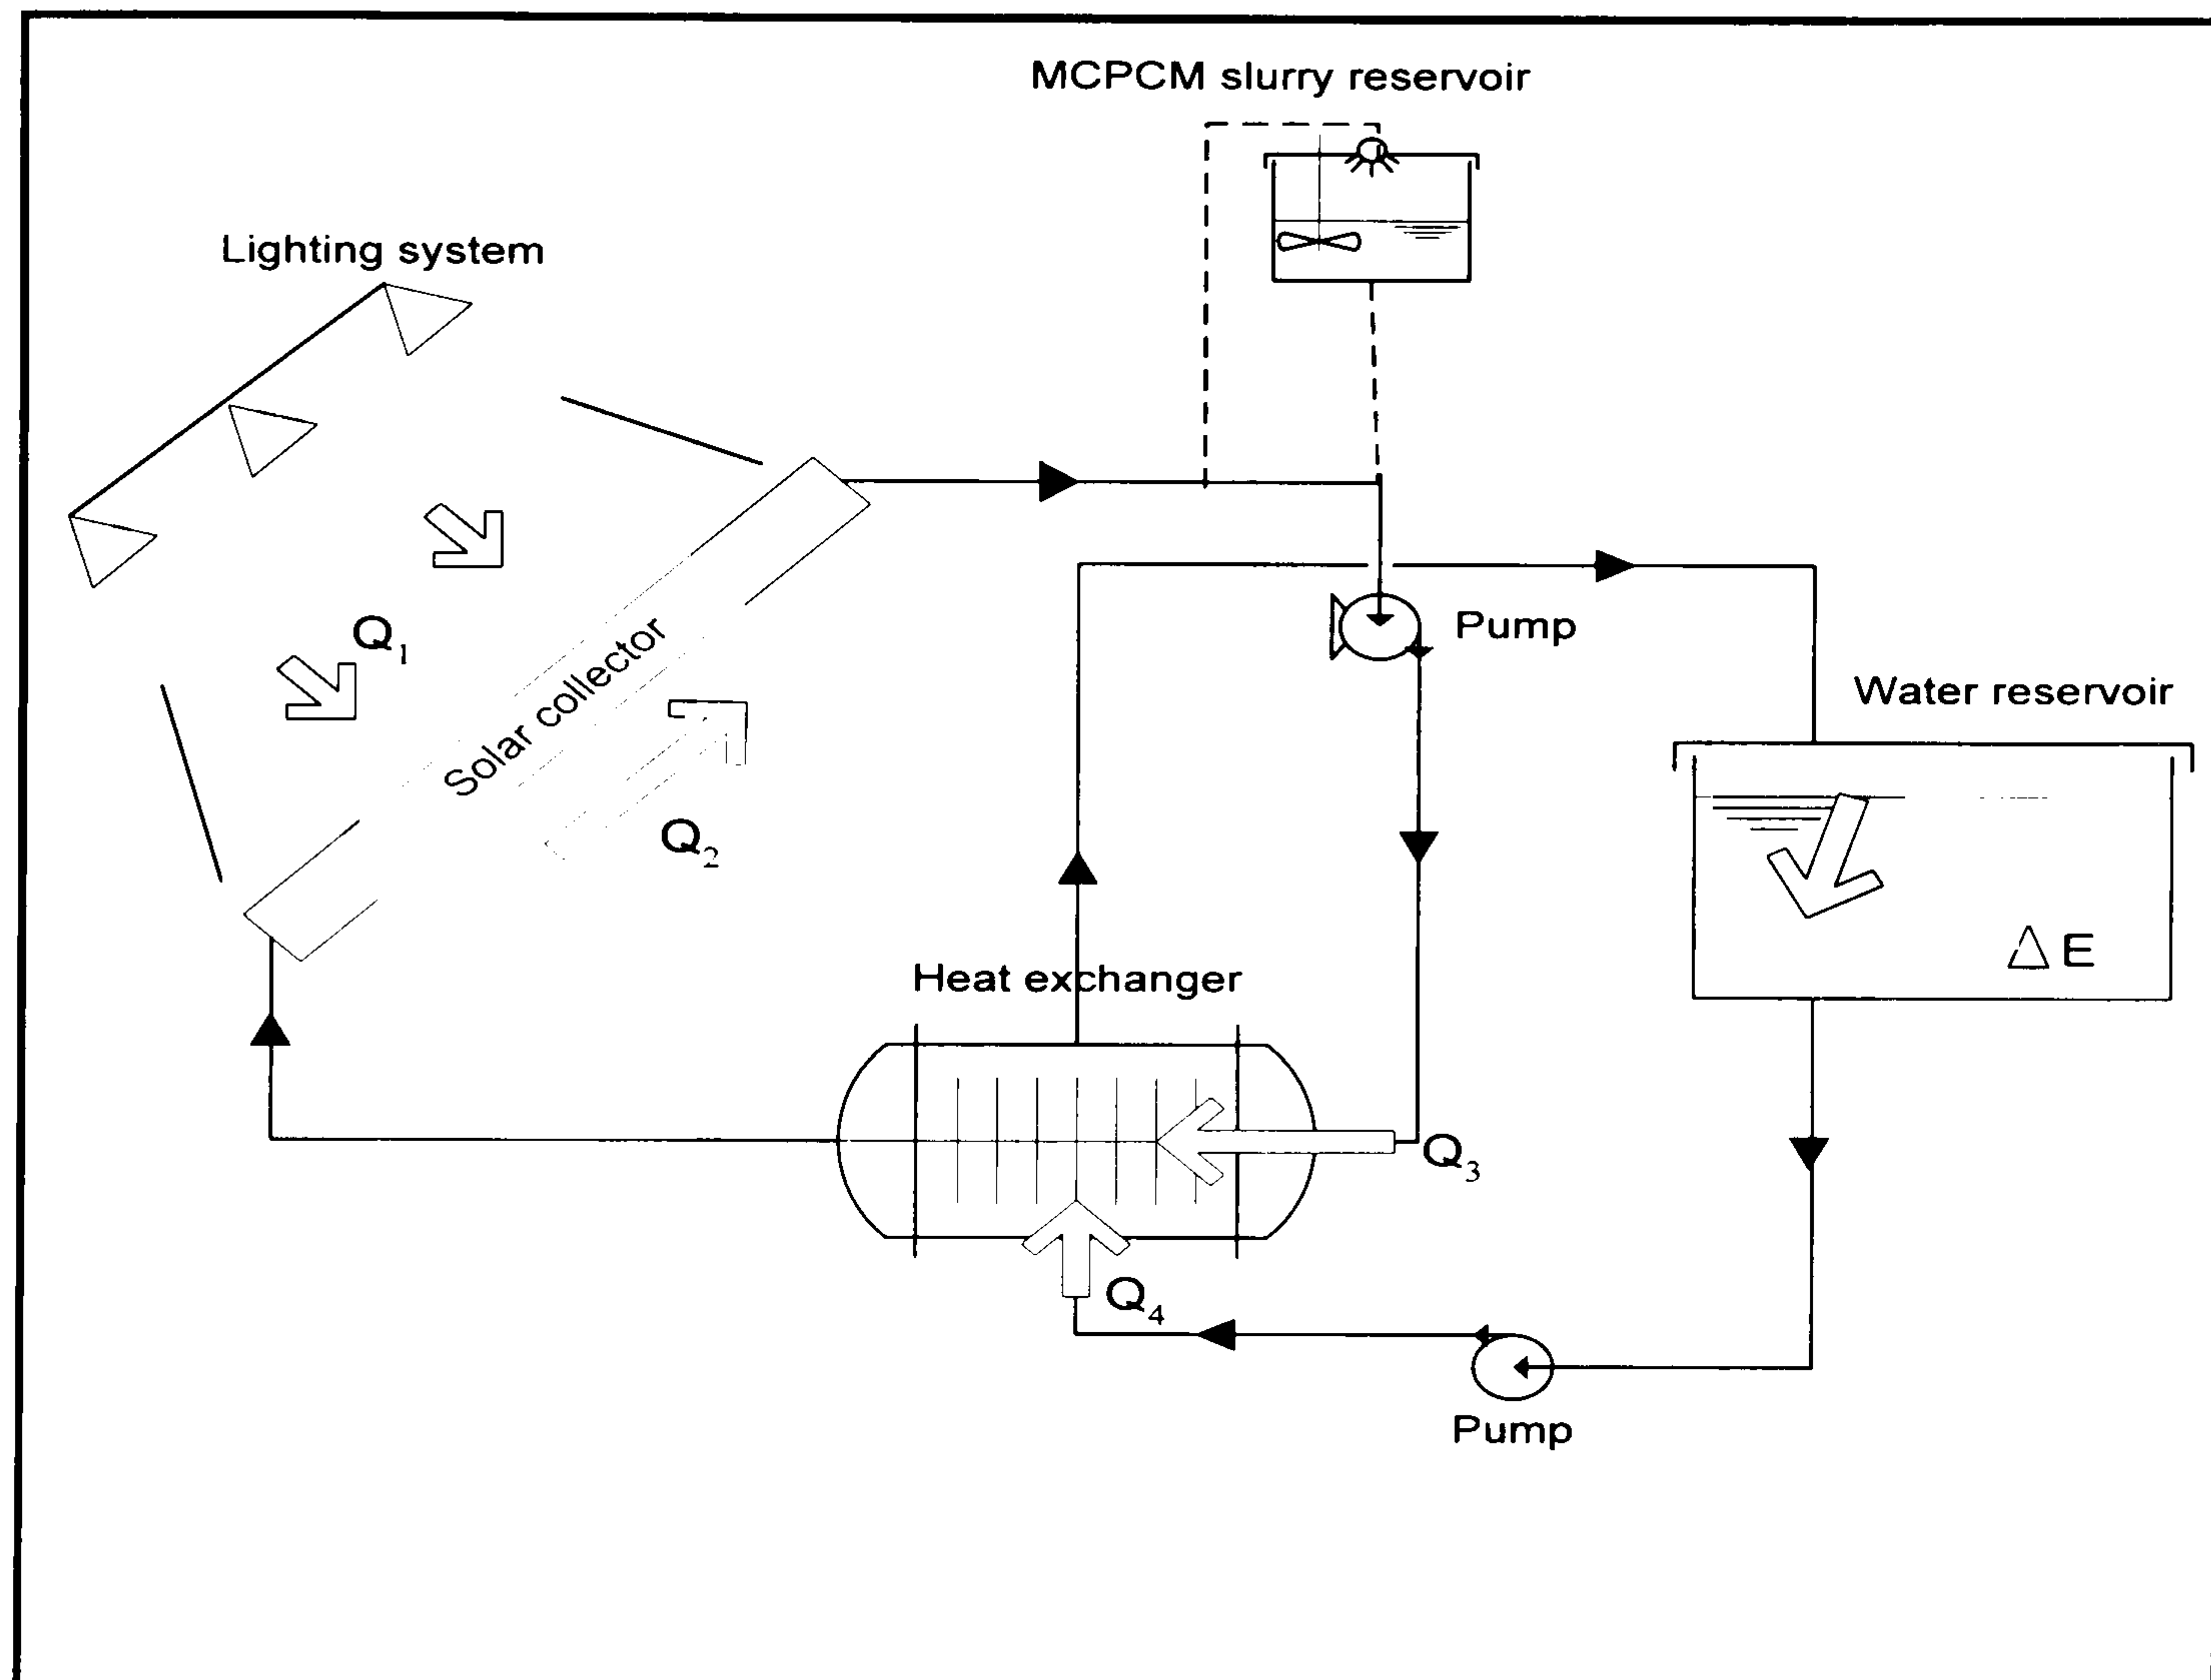 MCPCM slurry reservoir
Lighting system
Q1
Solar collector
Q2
Pump
Water reservoir
ΔE
Heat exchanger
Q3
Q4
Pump